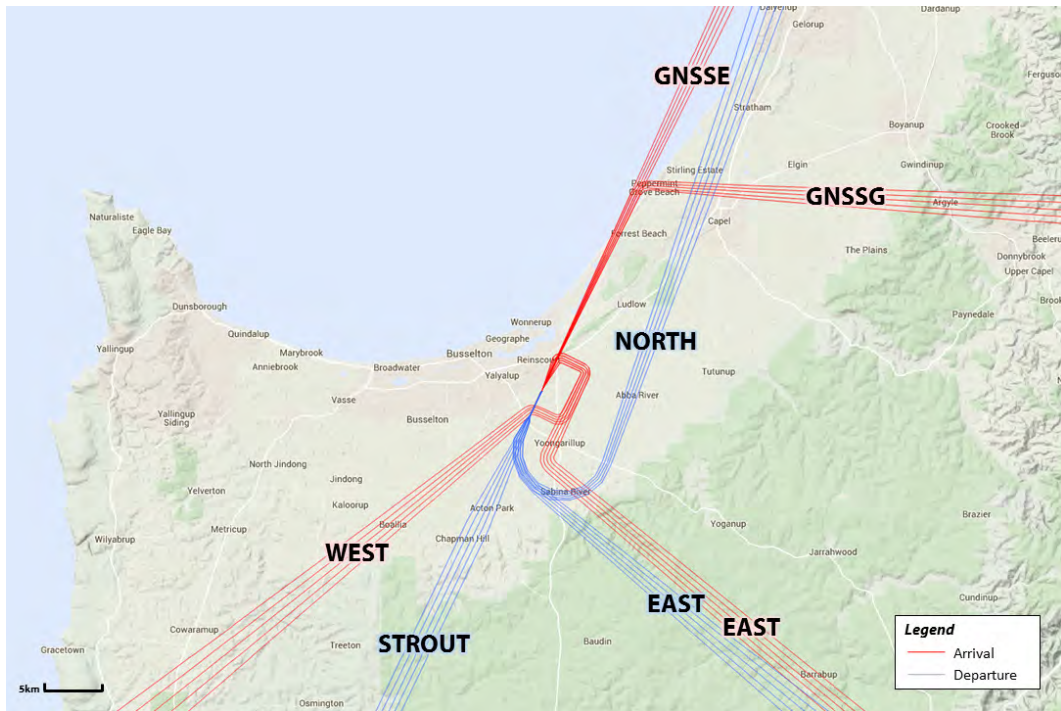 Dalyellup
Gelorup
Dardanup
GNSSE
Ferguson
Stratham
Boyanup
Crooked
Brook
Elgin
Gwindinup
Stirling Estate
Peppermint
Grove Beach
GNSSG
Argyle
Naturaliste
Capel
Eagle Bay
Forrest Beach
Beeleru
The Plains
Donnybrook
Upper Capel
Dunsborough
Ludlow
Brook
Wonnerup
Paynedale
Quindalup
Geographe
NORTH
Yallingup
Marybrook
Busselton
Reinscourt
Anniebrook
Broadwater
Yalyalup
Tutunup
Vasse
Abba River
Yallingup
Siding
Busselton
Yoongarillup
North Jindong
Jindong
Yelverton
Sabina River
Kaloorup
Acton Park
Brazier
Metricup
Boallia
Yoganup
Wilyabrup
Chapman Hill
WEST
Jarrahwood
EAST
Cundinup
Cowaramup
EAST
Legend
STROUT
Treeton
Baudin
Gracetown
Arrival
Barrabup
Departure
5km
Osmington